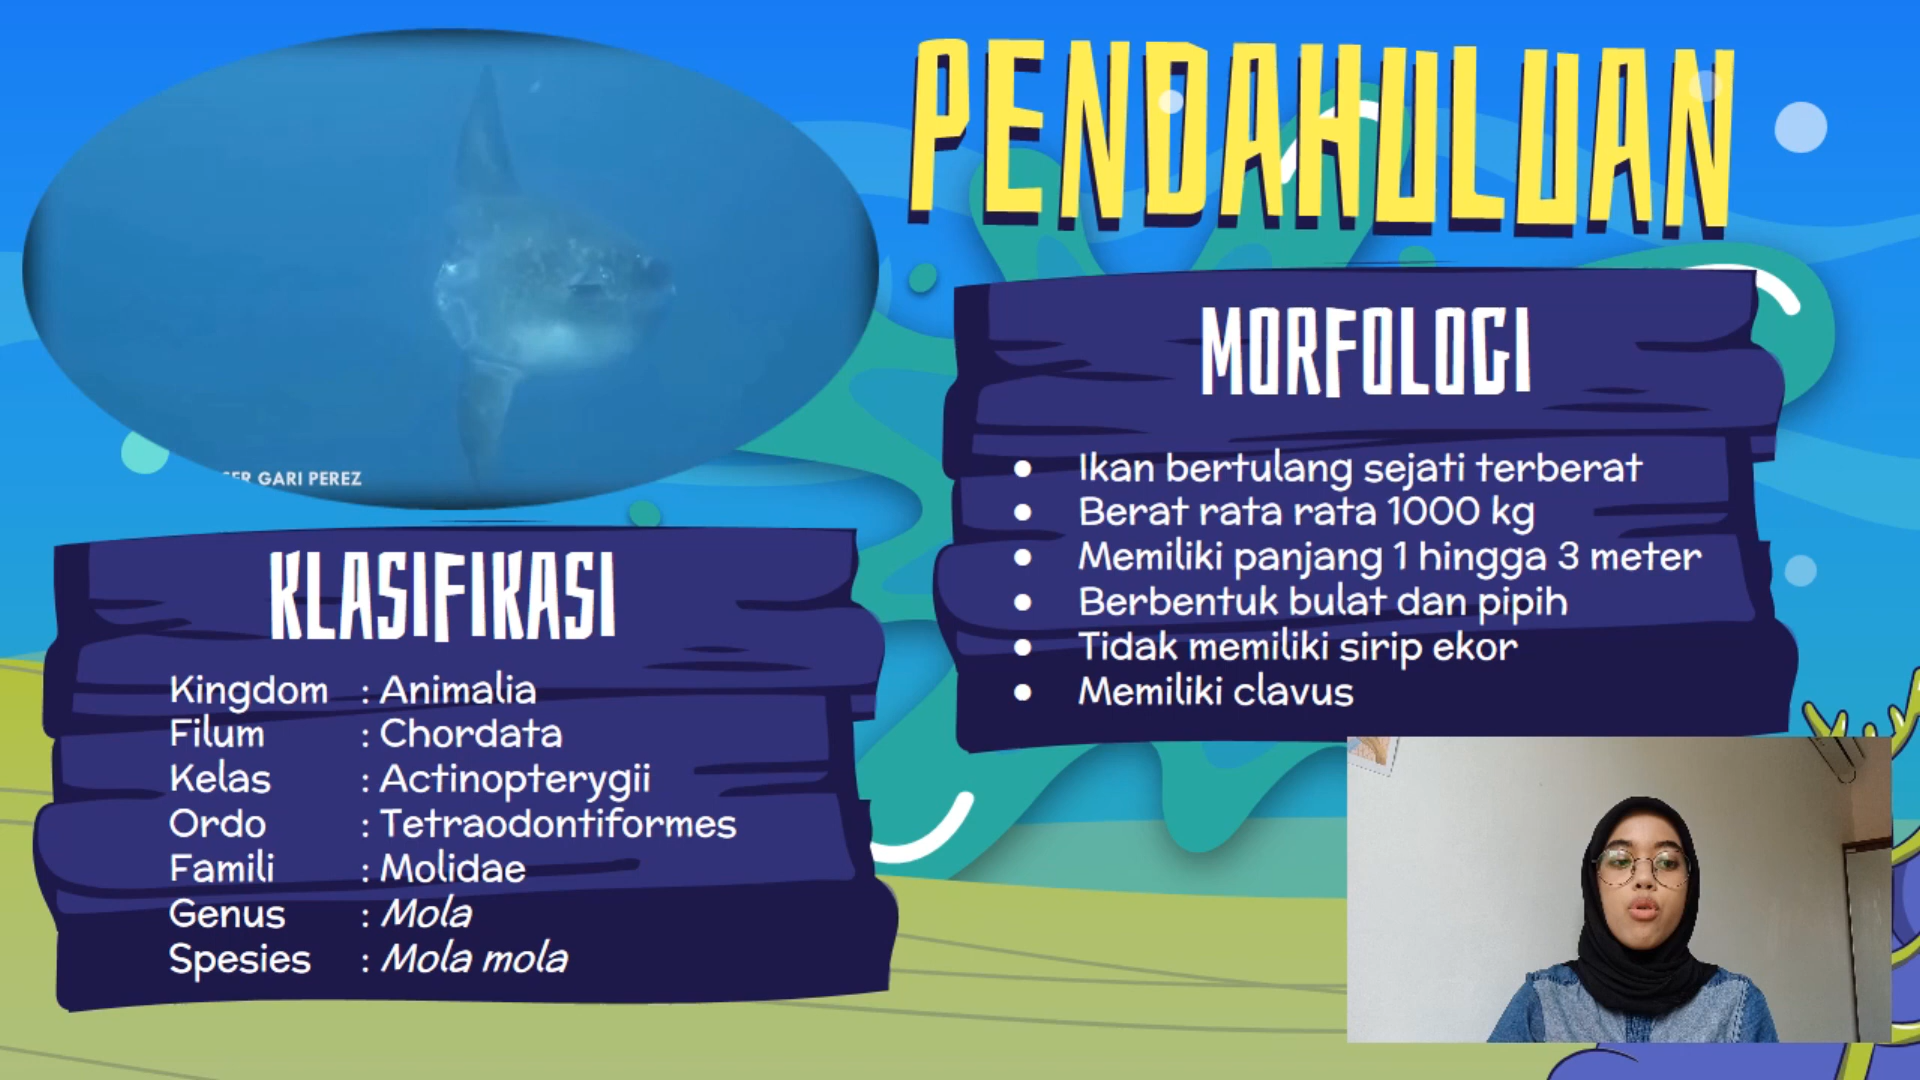 PENDAHULUAN
GARI PEREZ
MORFOLOGI
● Ikan bertulang sejati terberat
● Berat rata rata 1000 kg
● Memiliki panjang 1 hingga 3 meter
● Berbentuk bulat dan pipih
● Tidak memiliki sirip ekor
● Memiliki clavus
KLASIFIKASI
Kingdom : Animalia
Filum : Chordata
Kelas : Actinopterygii
Ordo : Tetraodontiformes
Famili : Molidae
Genus : Mola
Spesies : Mola mola